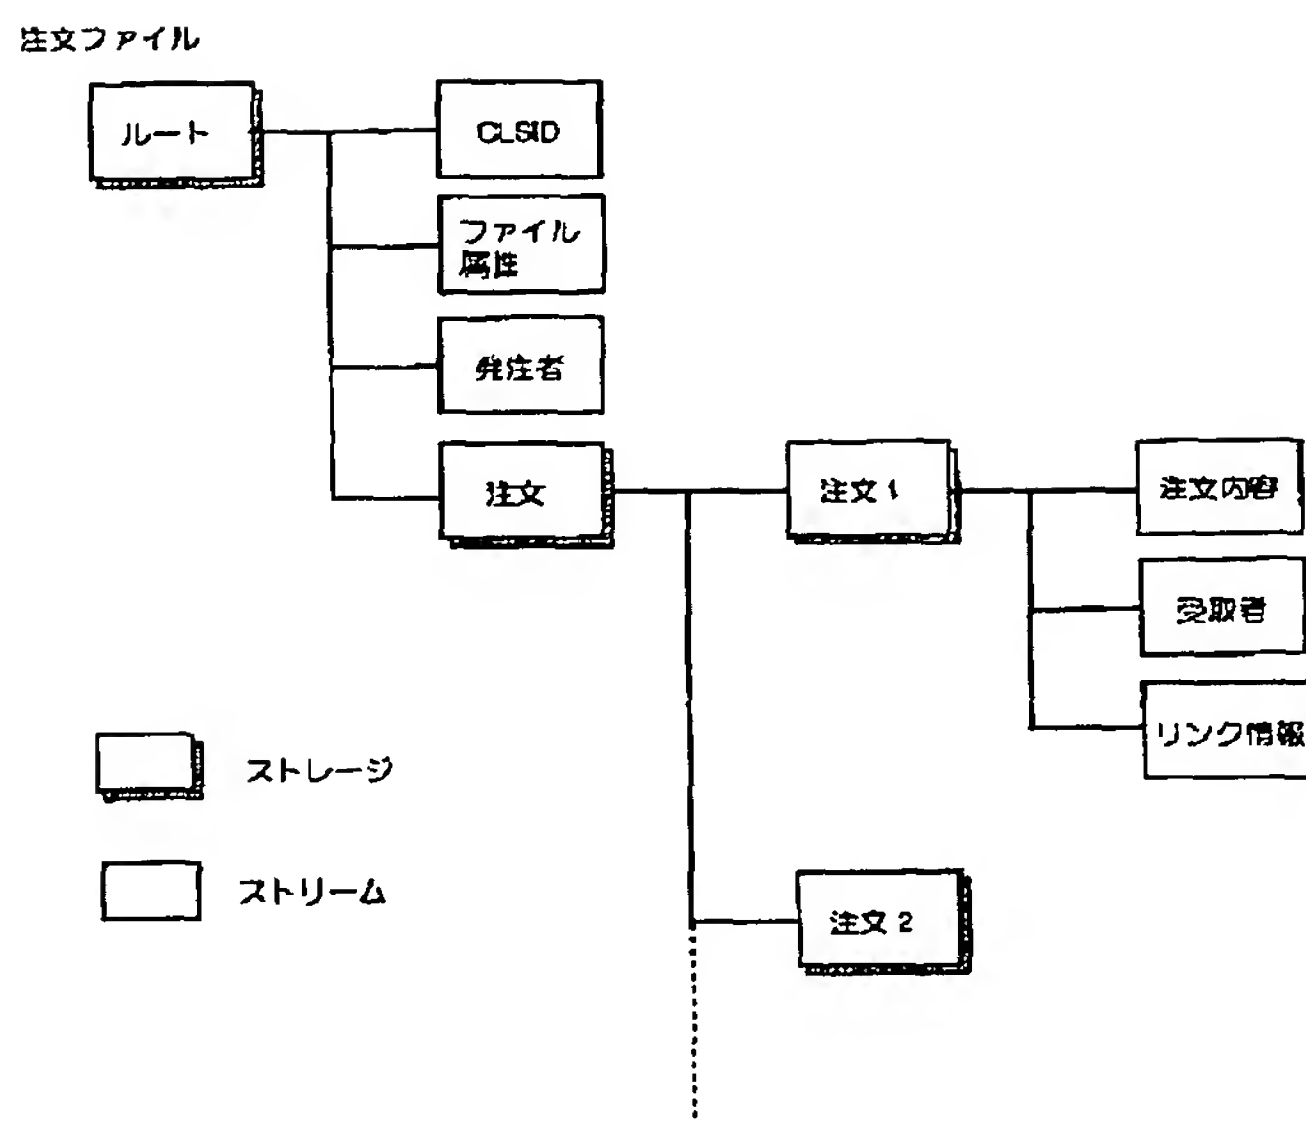 注文ファイル
ルート
CLSID
ファイル
属性
発注者
注文
注文1
注文内容
受取者
リンク情報
ストレージ
ストリーム
注文2